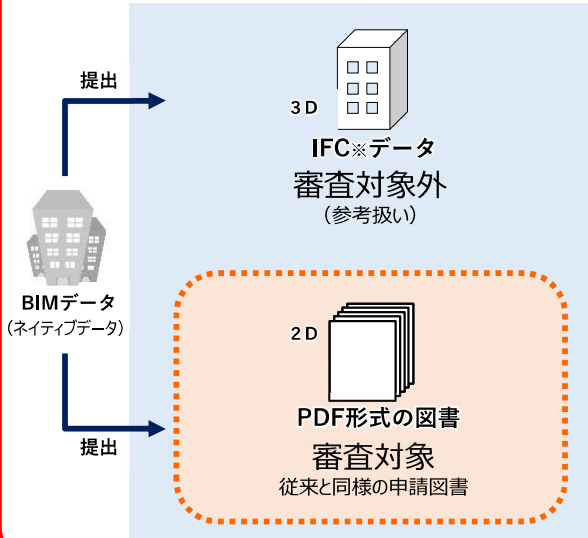 提出
3D
IFC※データ
審査対象外
（参考扱い）
BIMデータ
（ネイティブデータ）
2D
PDF形式の図書
審査対象
従来と同様の申請図書
提出